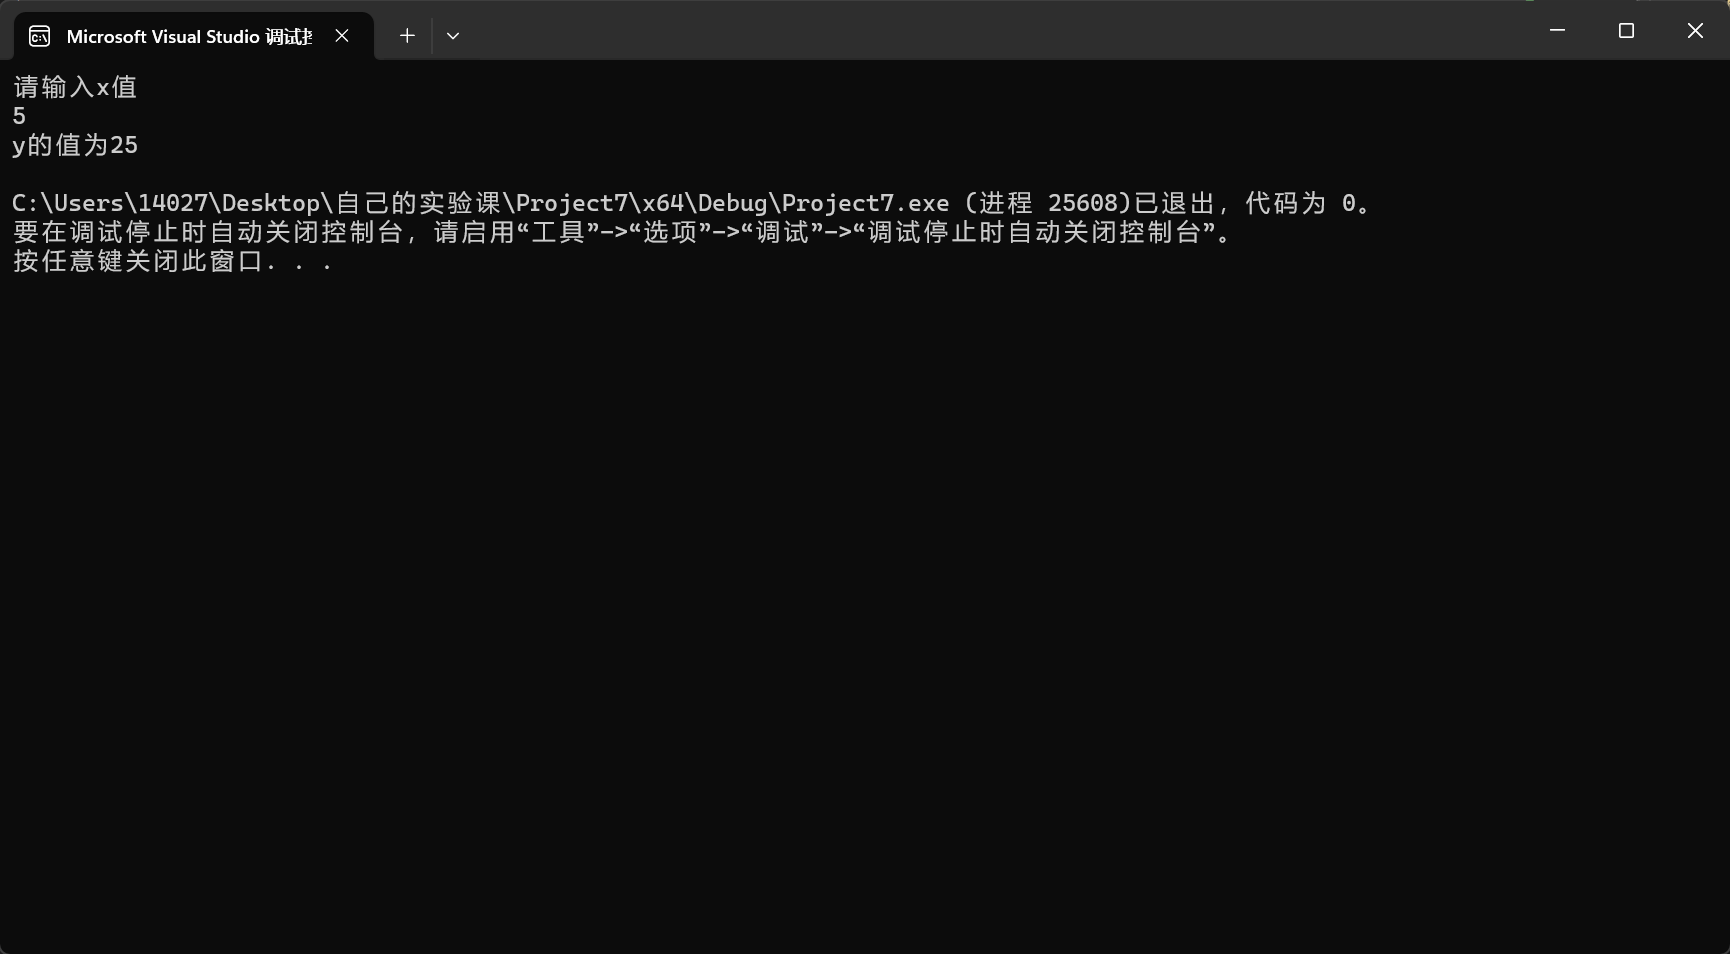 Microsoft Visual Studio 调试
请输入x值
5
y的值为25
C:\Users\14027\Desktop\自己的实验课\Project7\x64\Debug\Project7.exe (进程 25608)已退出，代码为 0。
要在调试停止时自动关闭控制台，请启用“工具”->“选项”->“调试”->“调试停止时自动关闭控制台”。
按任意键关闭此窗口. . .